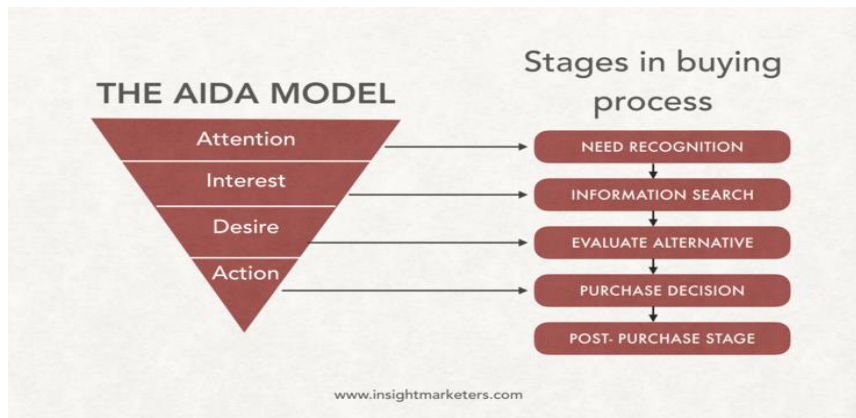 THE AIDA MODEL
Attention
Interest
Desire
Action
Stages in buying
process
NEED RECOGNITION
INFORMATION SEARCH
EVALUATE ALTERNATIVE
PURCHASE DECISION
POST- PURCHASE STAGE
www.insightmarketers.com